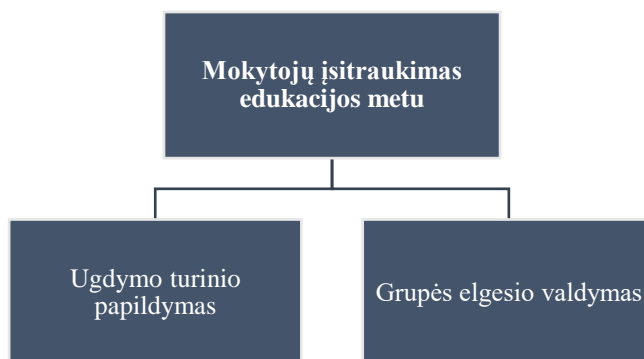 Mokytojų įsitraukimas
edukacijos metu
Ugdymo turinio
papildymas
Grupės elgesio valdymas